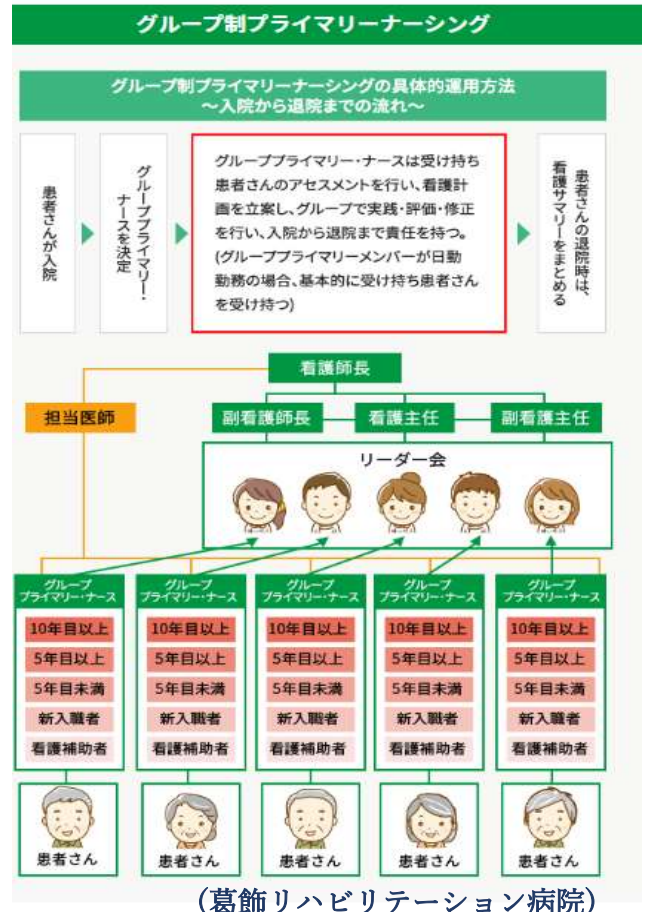 グループ制プライマリーナーシング
グループ制プライマリーナーシングの具体的運用方法
～入院から退院までの流れ～
患者さんが入院
グループプライマリー・
ナースを決定
グループプライマリー・ナースは受け持ち
患者さんのアセスメントを行い、看護計
画を立案し、グループで実践・評価・修正
を行い、入院から退院まで責任を持つ。
(グループプライマリーメンバーが日勤
勤務の場合、基本的に受け持ち患者さん
を受け持つ)
患者さんの退院時は、
看護サマリーをまとめる
看護師長
担当医師
副看護師長
看護主任
副看護主任
リーダー会
グループ
プライマリー・ナース
10年目以上
5年目以上
5年目未満
新入職者
看護補助者
患者さん
グループ
プライマリー・ナース
10年目以上
5年目以上
5年目未満
新入職者
看護補助者
患者さん
グループ
プライマリー・ナース
10年目以上
5年目以上
5年目未満
新入職者
看護補助者
患者さん
グループ
プライマリー・ナース
10年目以上
5年目以上
5年目未満
新入職者
看護補助者
患者さん
グループ
プライマリー・ナース
10年目以上
5年目以上
5年目未満
新入職者
看護補助者
患者さん
（葛飾リハビリテーション病院）